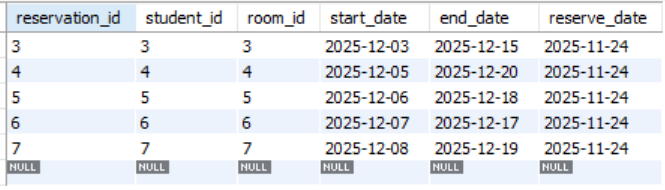 reservation_id student_id room_id start_date end_date reserve_date
3 3 3 2025-12-03 2025-12-15 2025-11-24
4 4 4 2025-12-05 2025-12-20 2025-11-24
5 5 5 2025-12-06 2025-12-18 2025-11-24
6 6 6 2025-12-07 2025-12-17 2025-11-24
7 7 7 2025-12-08 2025-12-19 2025-11-24
NULL NULL NULL NULL NULL NULL